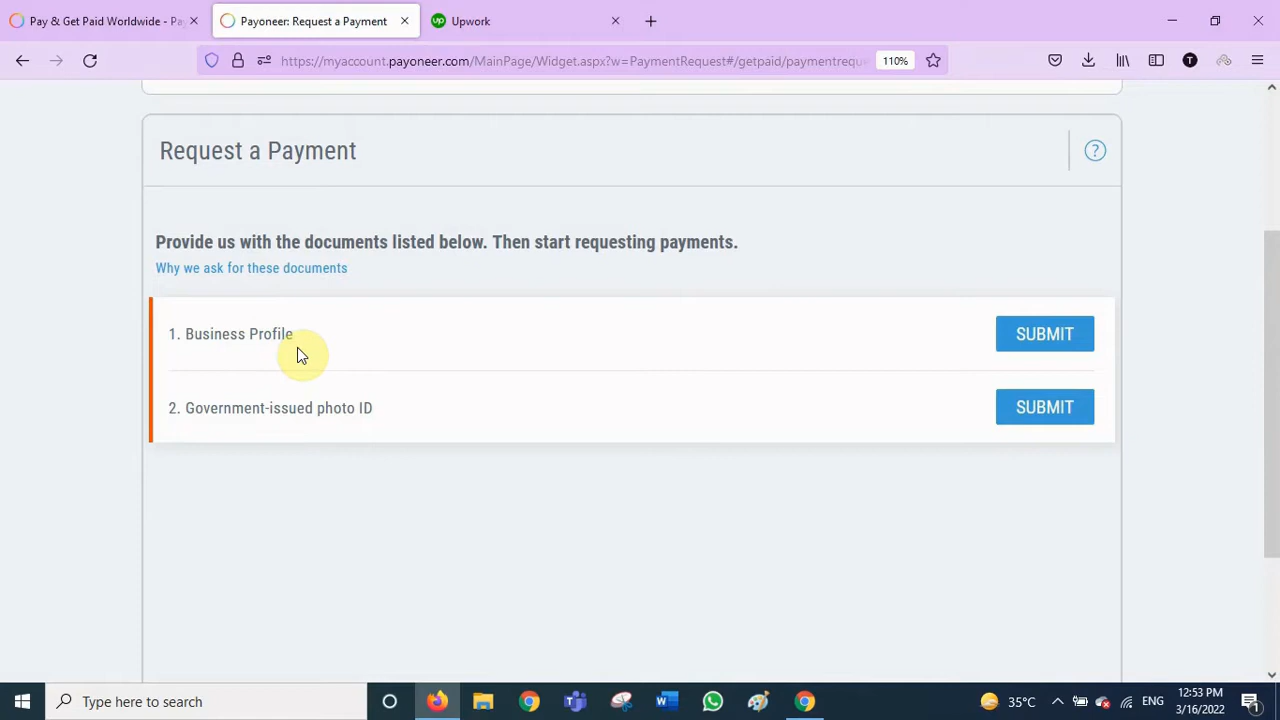 Pay & Get Paid Worldwide - Pa
Payoneer: Request a Payment
up Upwork
https://myaccount.payoneer.com/MainPage/Widget.aspx?w=PaymentRequest#/getpaid/paymentrequ
110%
T
Request a Payment
?
Provide us with the documents listed below. Then start requesting payments.
Why we ask for these documents
1. Business Profile
SUBMIT
2. Government-issued photo ID
SUBMIT
Type here to search
35°C
ENG
12:53 PM
3/16/2022
1